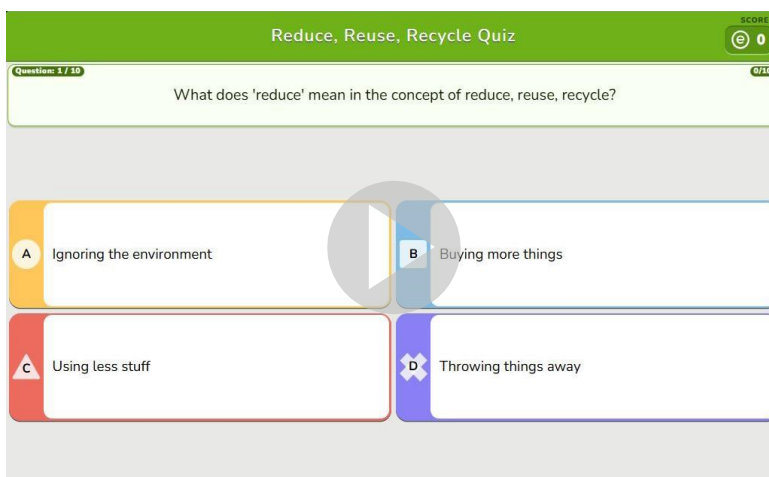 SCORE
Reduce, Reuse, Recycle Quiz
e 0
Question: 1 / 10
0/10
What does 'reduce' mean in the concept of reduce, reuse, recycle?
A Ignoring the environment
B Buying more things
C Using less stuff
D Throwing things away